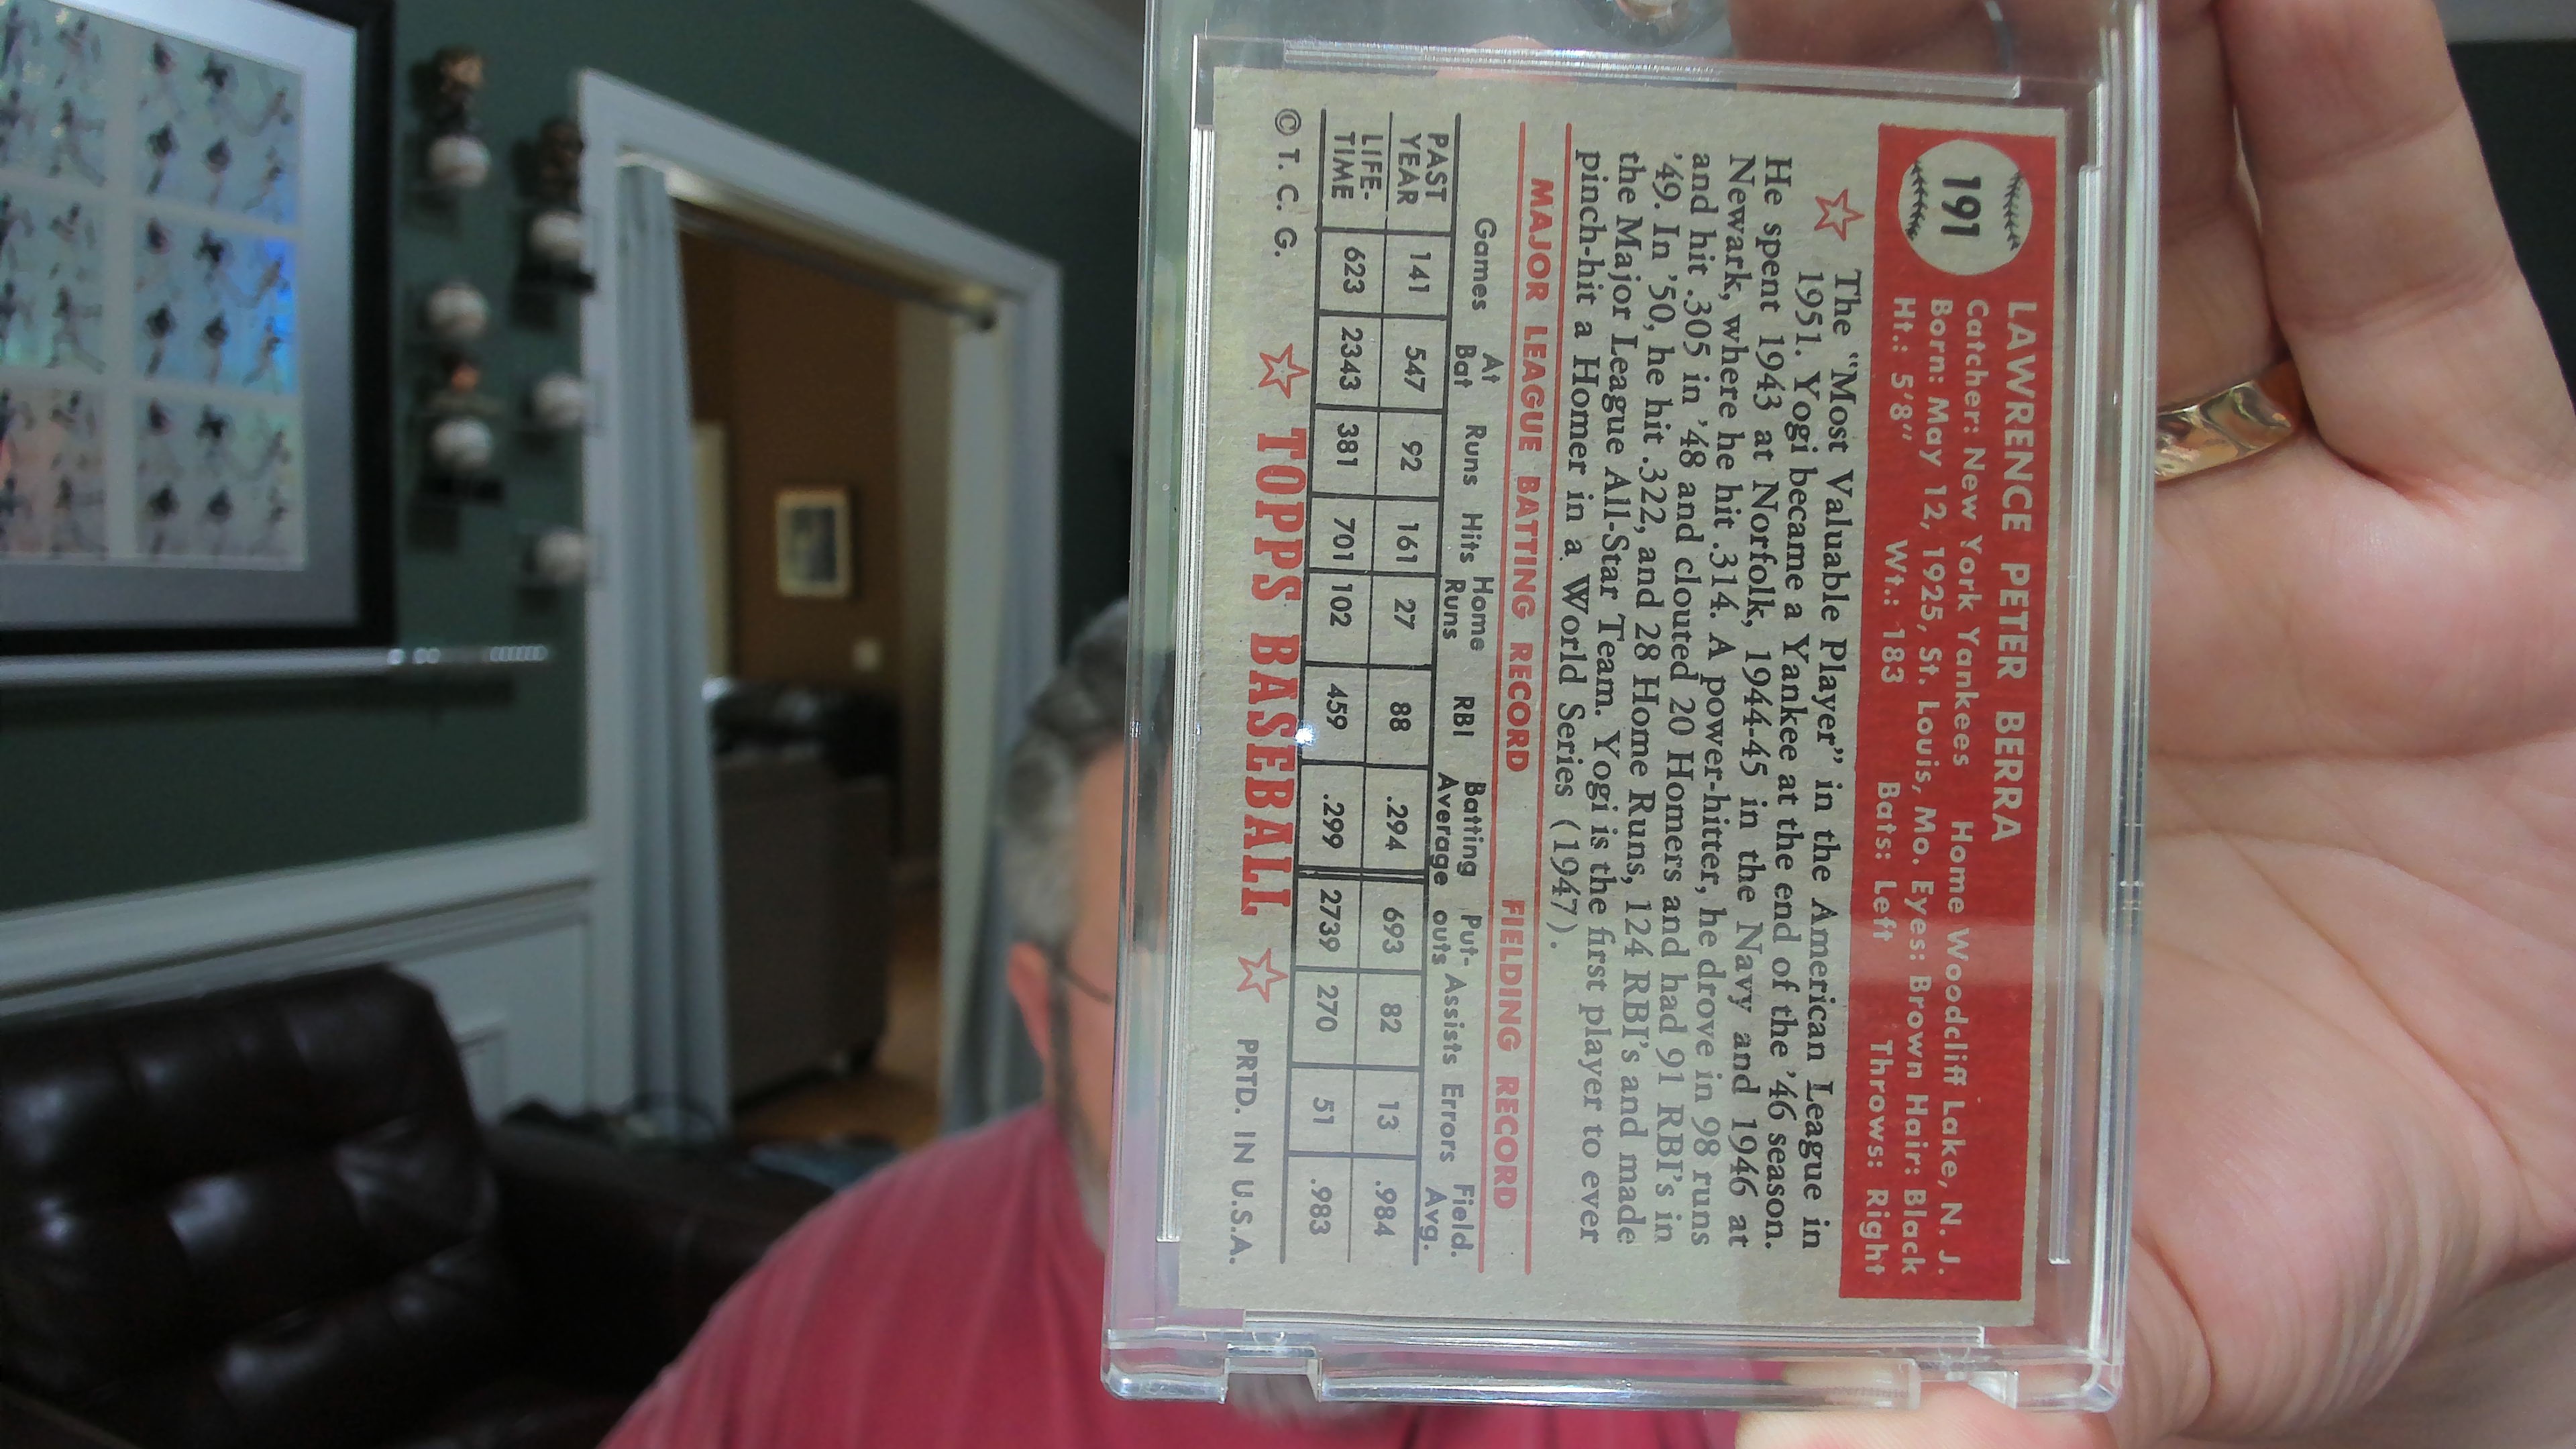 191
LAWRENCE PETER BERRA
Catcher: New York Yankees Home Woodcliff Lake, N. J.
Born: May 12, 1925, St. Louis, Mo. Eyes: Brown Hair: Black
Ht.: 5'8" Wt.: 183 Bats: Left Throws: Right
The "Most Valuable Player" in the American League in
1951. Yogi became a Yankee at the end of the '46 season.
He spent 1943 at Norfolk, 1944-45 in the Navy and 1946 at
Newark, where he hit .314. A power-hitter, he drove in 98 runs
and hit .305 in '48 and clouted 20 Homers and had 91 RBI's in
'49. In '50, he hit .322, and 28 Home Runs, 124 RBI's and made
the Major League All-Star Team. Yogi is the first player to ever
pinch-hit a Homer in a World Series (1947).
MAJOR LEAGUE BATTING RECORD FIELDING RECORD
Games At Bat Runs Hits Home Runs RBI Batting Average Put-outs Assists Errors Field. Avg.
PAST YEAR 141 547 92 161 27 88 .294 693 82 13 .984
LIFE-TIME 623 2343 381 701 102 459 .299 2739 270 51 .983
© T. C. G. TOPPS BASEBALL PRTD. IN U.S.A.